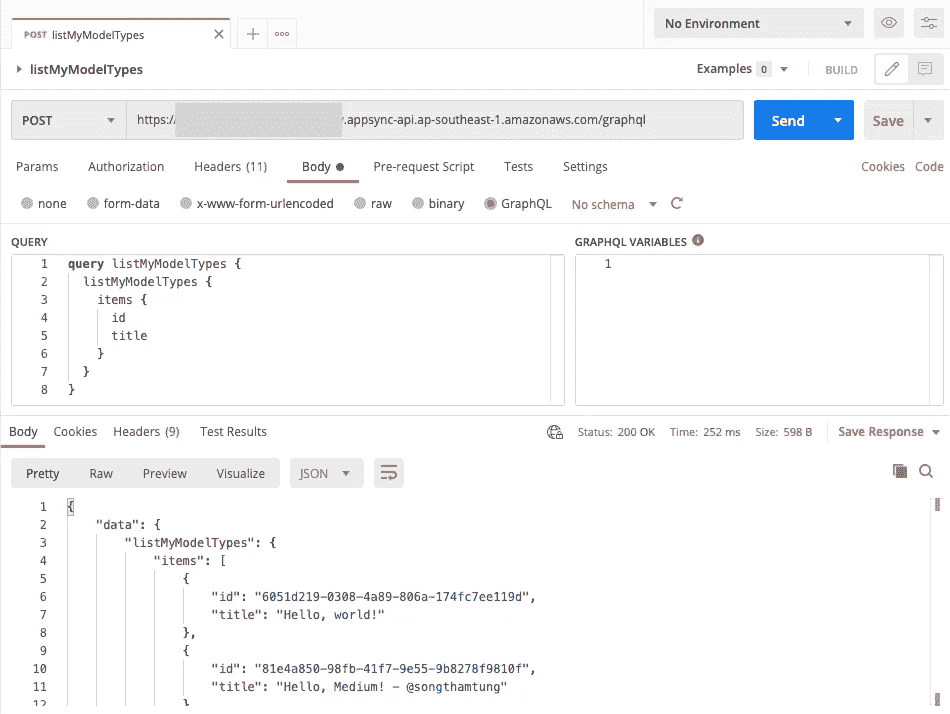 POST listMyModelTypes
No Environment
listMyModelTypes
Examples 0
BUILD
POST
https:/ .appsync-api.ap-southeast-1.amazonaws.com/graphql
Send
Save
Params Authorization Headers (11) Body Pre-request Script Tests Settings Cookies Code
none form-data x-www-form-urlencoded raw binary GraphQL No schema
QUERY
1 query listMyModelTypes {
2 listMyModelTypes {
3 items {
4 id
5 title
6 }
7 }
8 }
GRAPHQL VARIABLES
1
Body Cookies Headers (9) Test Results Status: 200 OK Time: 252 ms Size: 598 B Save Response
Pretty Raw Preview Visualize JSON
1 {
2 "data": {
3 "listMyModelTypes": {
4 "items": [
5 {
6 "id": "6051d219-0308-4a89-806a-174fc7ee119d",
7 "title": "Hello, world!"
8 },
9 {
10 "id": "81e4a850-98fb-41f7-9e55-9b8278f9810f",
11 "title": "Hello, Medium! - @songthamtung"
12 }